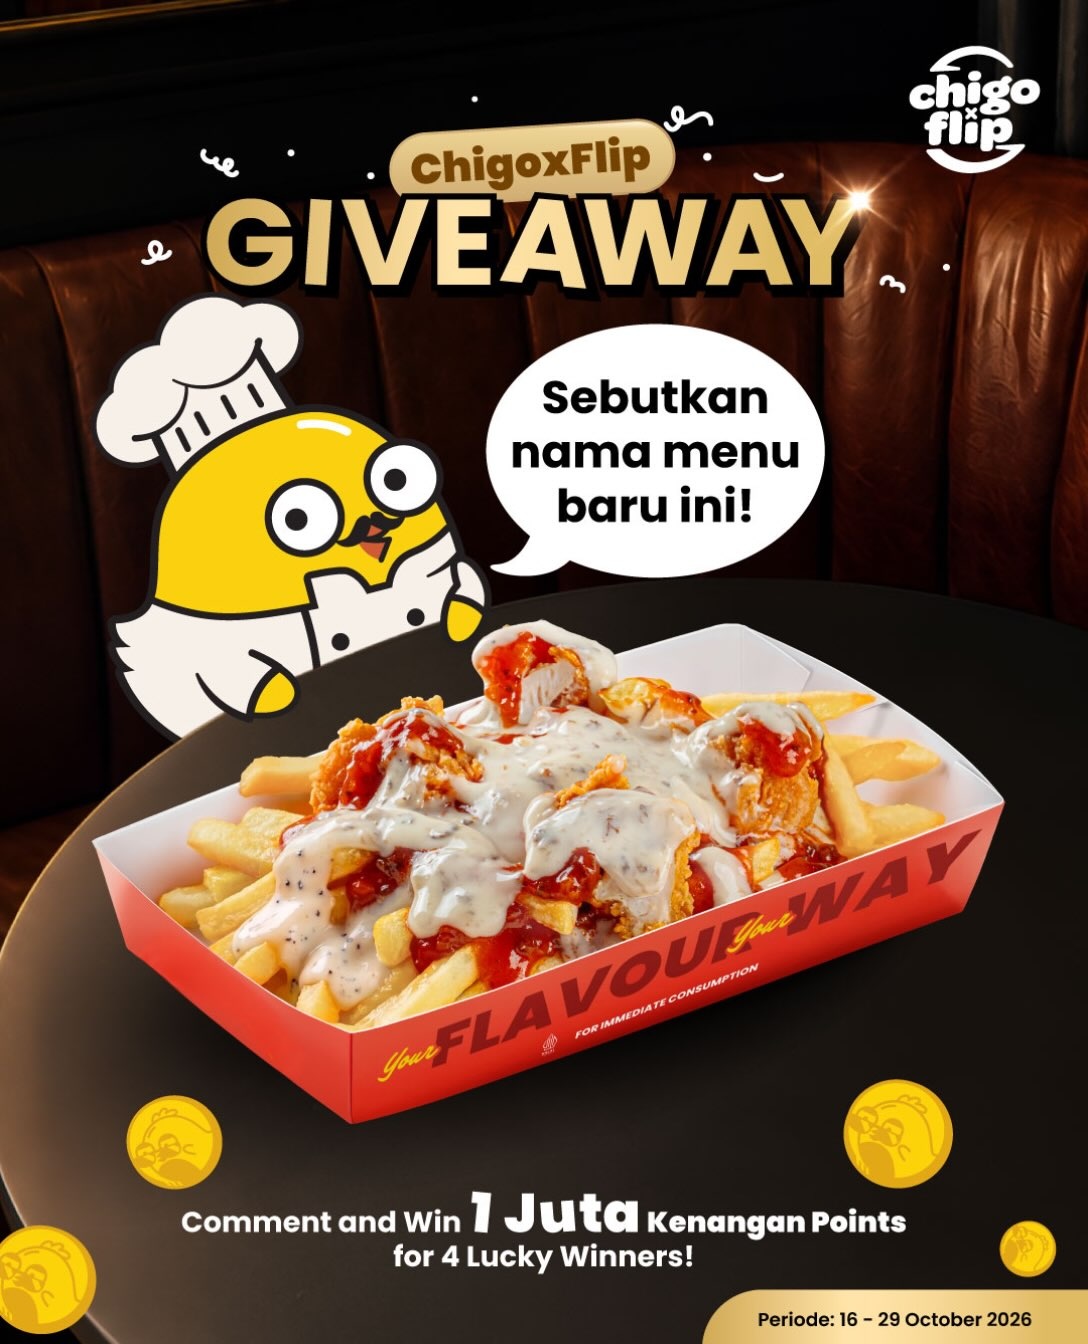 chigo
x
flip
ChigoxFlip
GIVEAWAY
Sebutkan
nama menu
baru ini!
Your FLAVOUR Your WAY
FOR IMMEDIATE CONSUMPTION
HALAL
Comment and Win 1 Juta Kenangan Points
for 4 Lucky Winners!
Periode: 16 - 29 October 2026